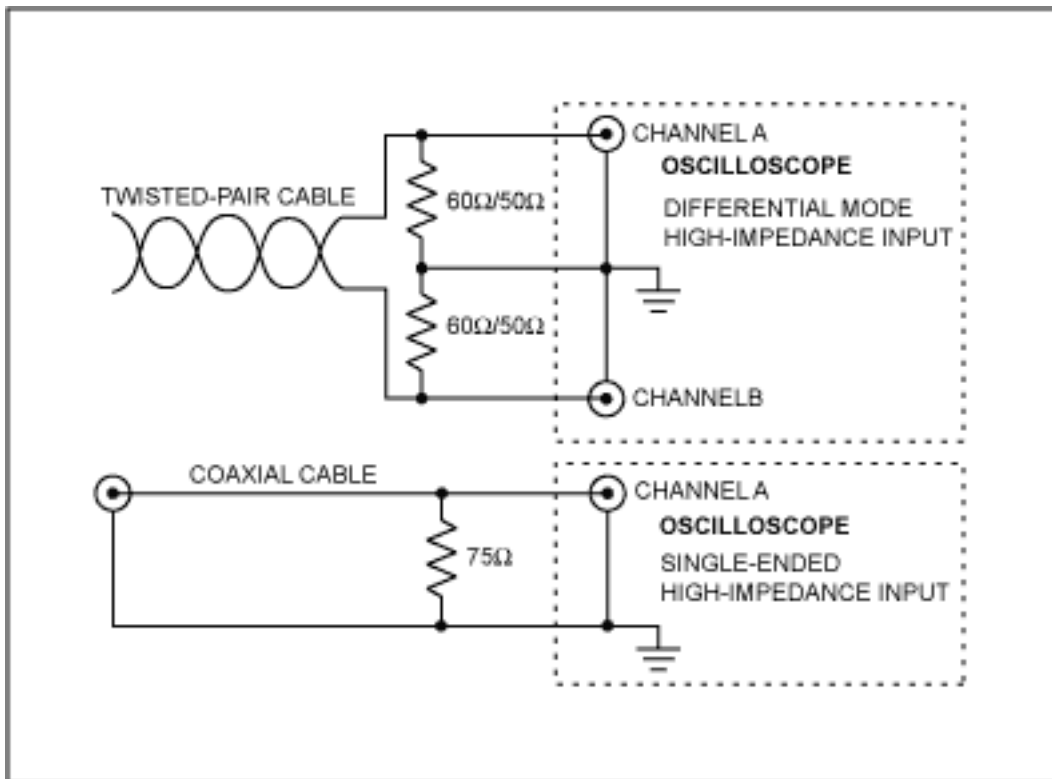 TWISTED-PAIR CABLE
60Ω/50Ω
60Ω/50Ω
CHANNEL A
OSCILLOSCOPE
DIFFERENTIAL MODE
HIGH-IMPEDANCE INPUT
CHANNELB
COAXIAL CABLE
75Ω
CHANNEL A
OSCILLOSCOPE
SINGLE-ENDED
HIGH-IMPEDANCE INPUT